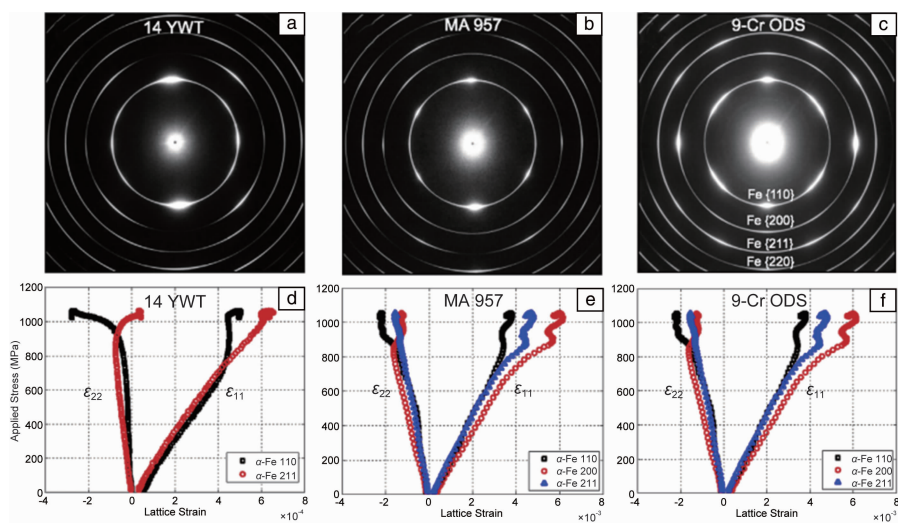 14 YWT
a
MA 957
b
9-Cr ODS
c
Fe {110}
Fe {200}
Fe {211}
Fe {220}
1200
1000
800
600
400
200
0
Applied Stress (MPa)
14 YWT
d
ε22
ε11
α-Fe 110
α-Fe 211
-4 -2 0 2 4 6 8
Lattice Strain
×10⁻⁴
1200
1000
800
600
400
200
0
MA 957
e
ε22
ε11
α-Fe 110
α-Fe 200
α-Fe 211
-4 -2 0 2 4 6 8
Lattice Strain
×10⁻³
1200
1000
800
600
400
200
0
9-Cr ODS
f
ε22
ε11
α-Fe 110
α-Fe 200
α-Fe 211
-4 -2 0 2 4 6 8
Lattice Strain
×10⁻³